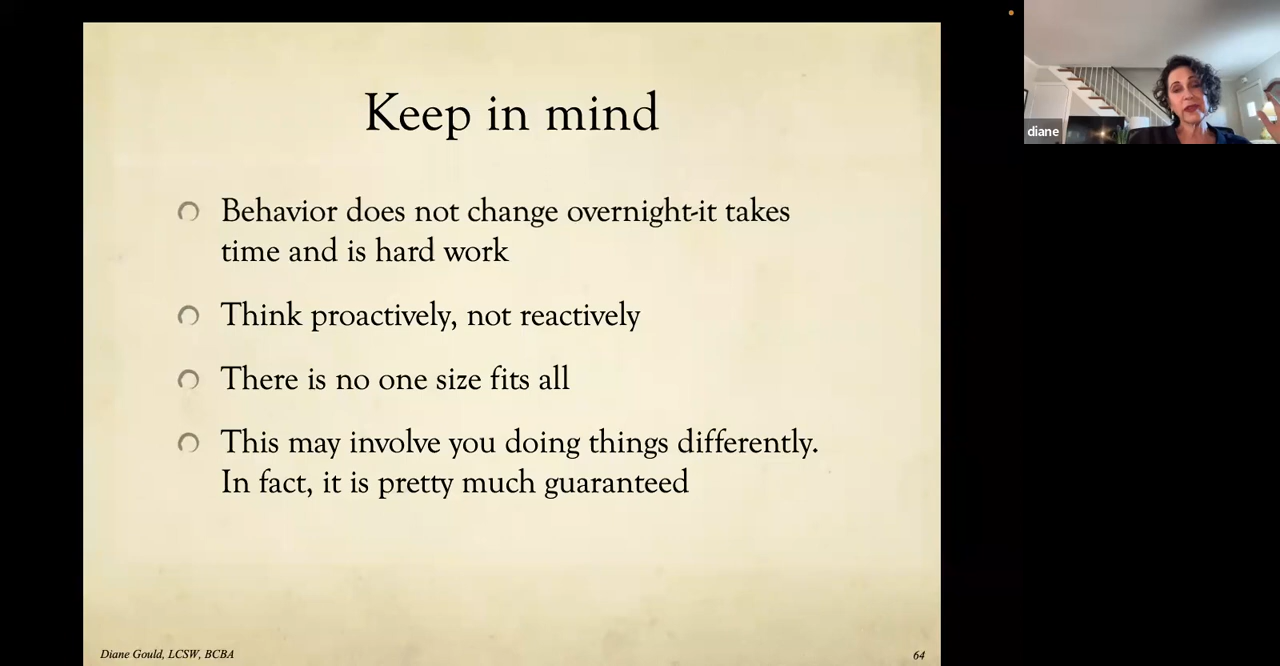 Keep in mind
Behavior does not change overnight-it takes
time and is hard work
Think proactively, not reactively
There is no one size fits all
This may involve you doing things differently.
In fact, it is pretty much guaranteed
Diane Gould, LCSW, BCBA
64
diane